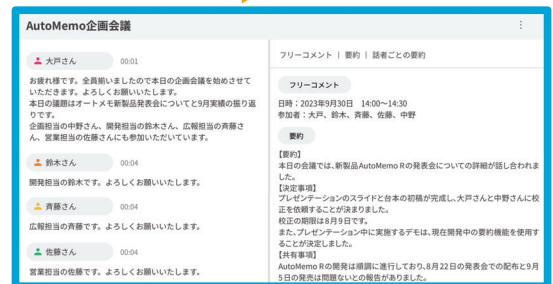 AutoMemo企画会議
大戸さん 00:01
お疲れ様です。全員揃いましたので本日の企画会議を始めさせて
いただきます。よろしくお願いいたします。
本日の議題はオートメモ新製品発表会についてと9月実績の振り返
りです。
企画担当の中野さん、開発担当の鈴木さん、広報担当の斉藤さ
ん、営業担当の佐藤さんにも参加いただいています。
鈴木さん 00:04
開発担当の鈴木です。よろしくお願いいたします。
斉藤さん 00:04
広報担当の斉藤です。よろしくお願いいたします。
佐藤さん 00:04
営業担当の佐藤です。よろしくお願いいたします。
フリーコメント | 要約 | 話者ごとの要約
フリーコメント
日時：2023年9月30日 14:00〜14:30
参加者：大戸、鈴木、斉藤、佐藤、中野
要約
【要約】
本日の会議では、新製品AutoMemo Rの発表会についての詳細が話し合われま
した。
【決定事項】
プレゼンテーションのスライドと台本の初稿が完成し、大戸さんと中野さんに校
正を依頼することが決まりました。
校正の期限は8月9日です。
また、プレゼンテーション中に実施するデモは、現在開発中の要約機能を使用す
ることが決定しました。
【共有事項】
AutoMemo Rの開発は順調に進行しており、8月22日の発表会での配布と9月
5日の発売は問題ないとの報告がありました。